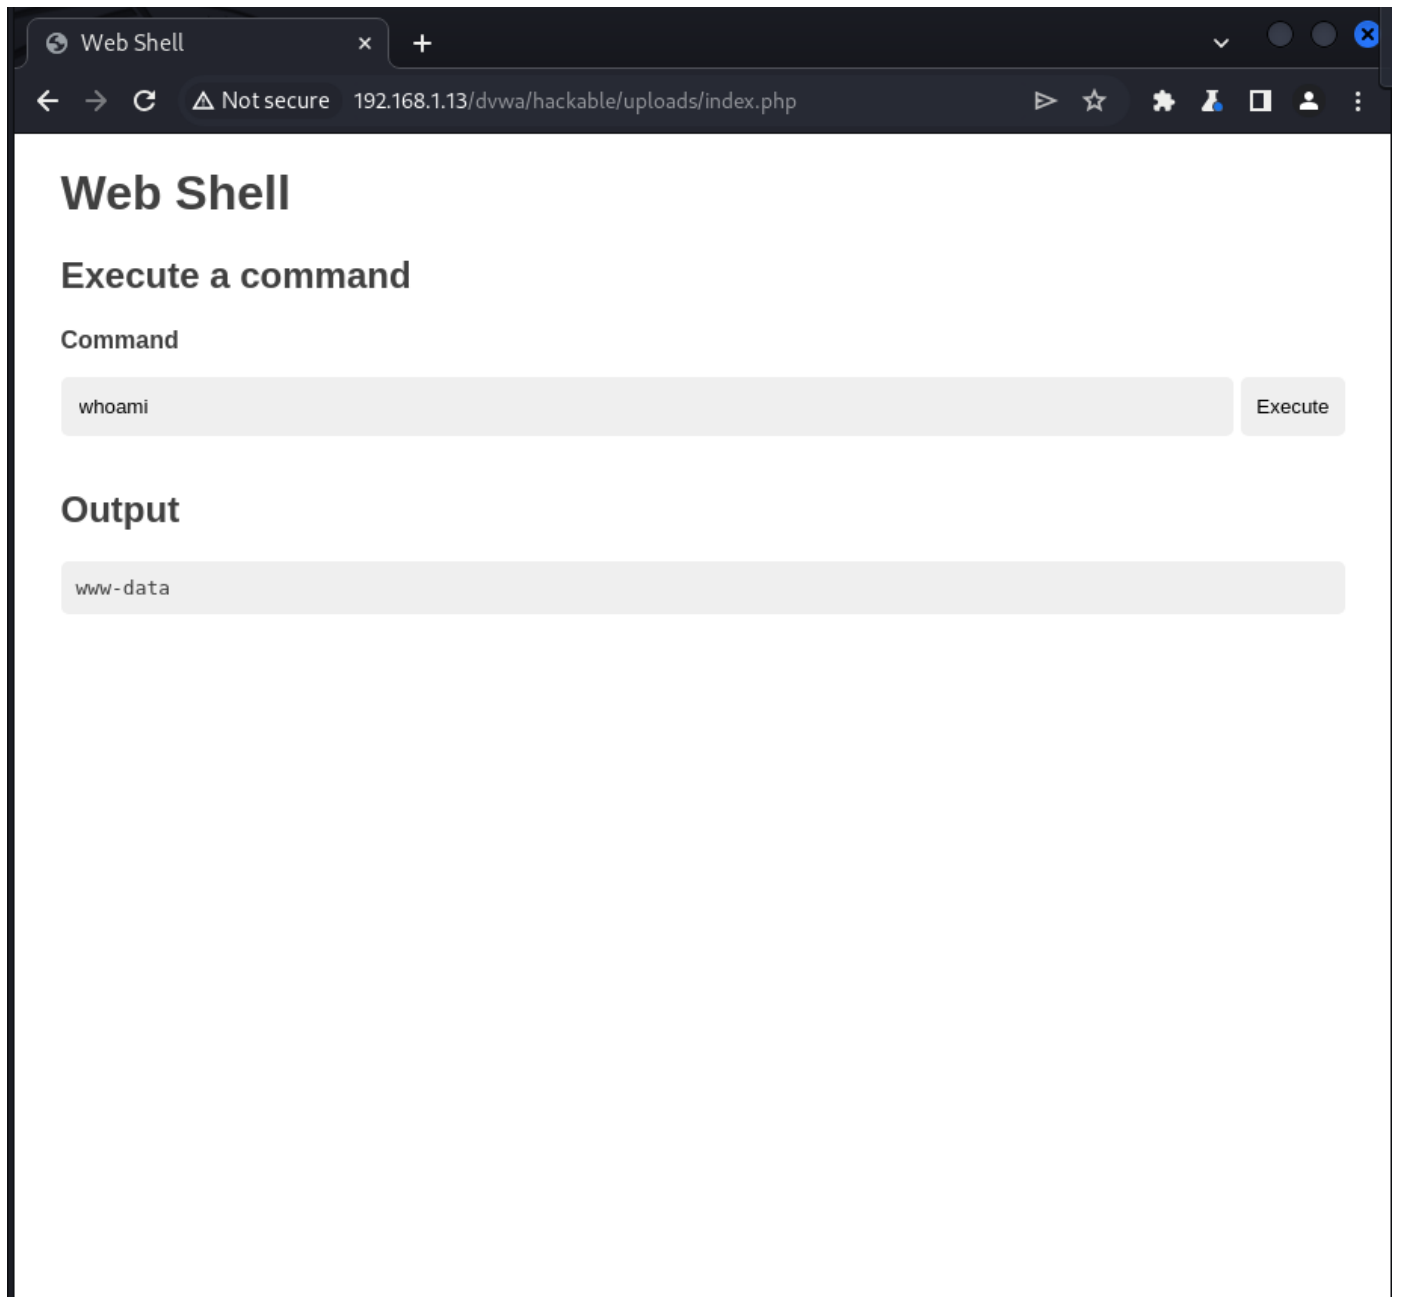 Web Shell
Not secure 192.168.1.13/dvwa/hackable/uploads/index.php
Web Shell
Execute a command
Command
whoami Execute
Output
www-data